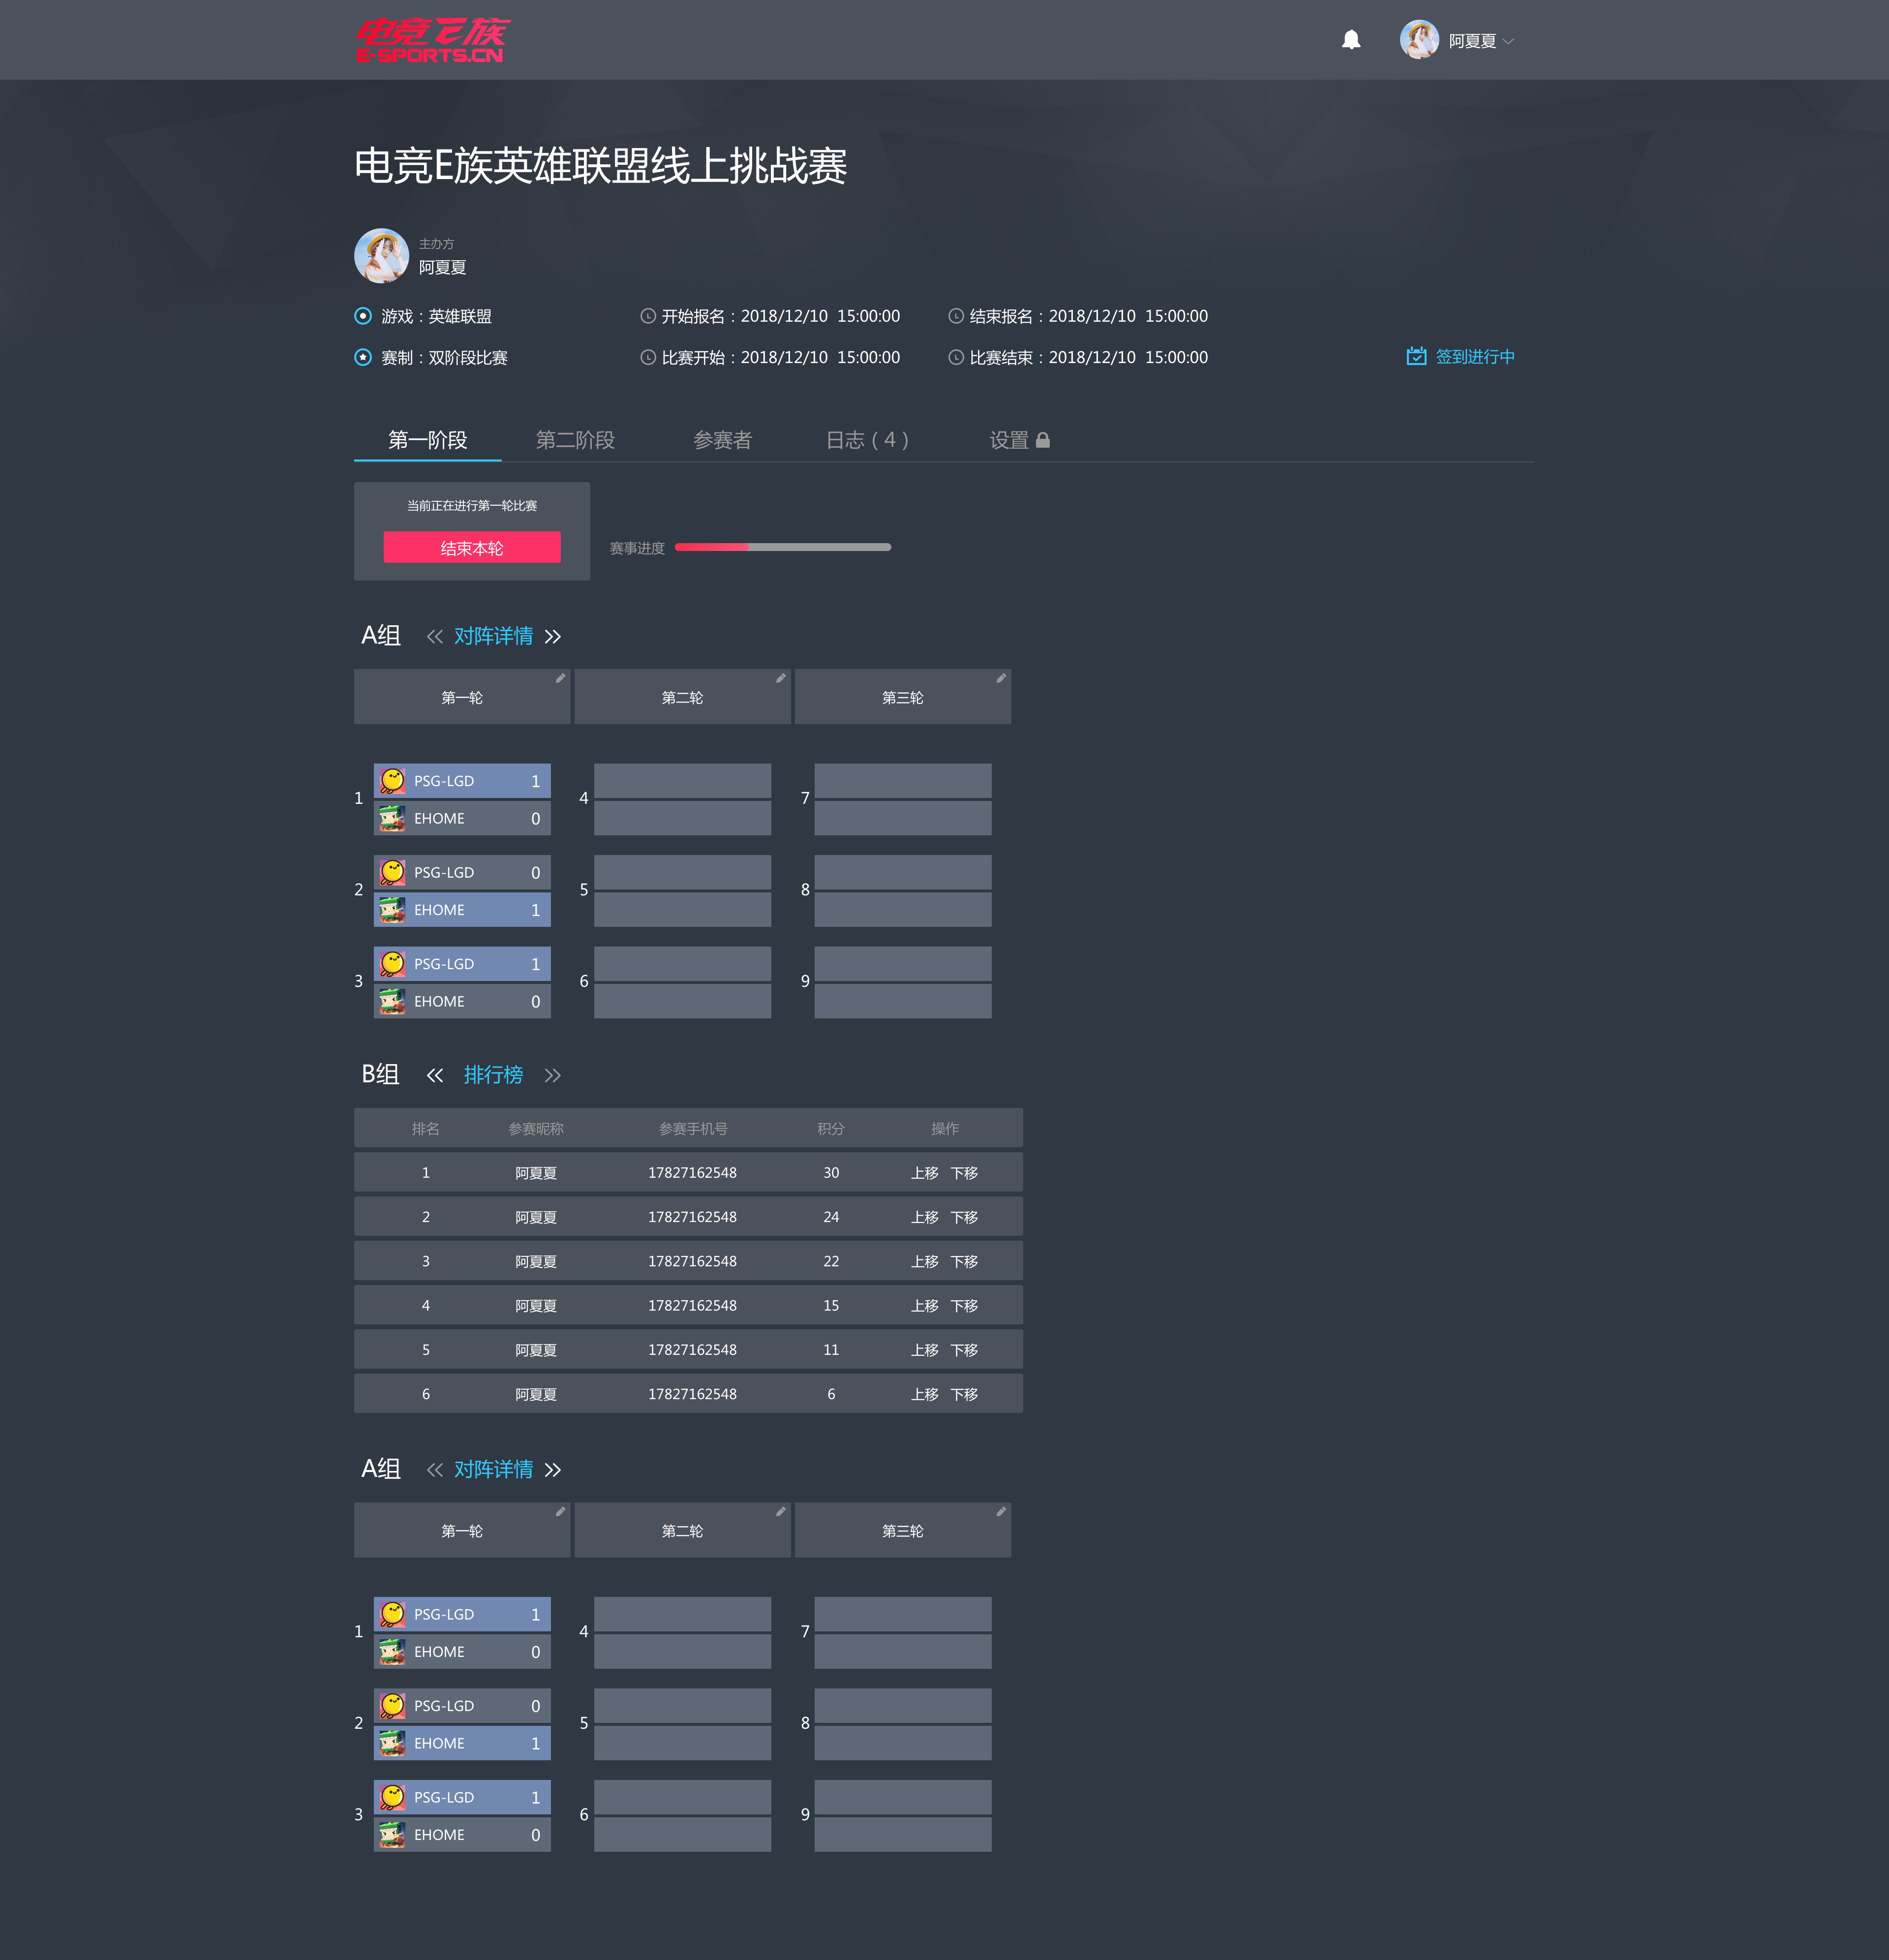 电竞E族
E-SPORTS.CN
阿夏夏
电竞E族英雄联盟线上挑战赛
主办方
阿夏夏
游戏：英雄联盟 开始报名：2018/12/10 15:00:00 结束报名：2018/12/10 15:00:00
赛制：双阶段比赛 比赛开始：2018/12/10 15:00:00 比赛结束：2018/12/10 15:00:00 签到进行中
第一阶段 第二阶段 参赛者 日志（4） 设置
当前正在进行第一轮比赛
结束本轮
赛事进度
A组 对阵详情
第一轮 第二轮 第三轮
PSG-LGD 1
1 4 7
EHOME 0
PSG-LGD 0
2 5 8
EHOME 1
PSG-LGD 1
3 6 9
EHOME 0
B组 排行榜
排名 参赛昵称 参赛手机号 积分 操作
1 阿夏夏 17827162548 30 上移 下移
2 阿夏夏 17827162548 24 上移 下移
3 阿夏夏 17827162548 22 上移 下移
4 阿夏夏 17827162548 15 上移 下移
5 阿夏夏 17827162548 11 上移 下移
6 阿夏夏 17827162548 6 上移 下移
A组 对阵详情
第一轮 第二轮 第三轮
PSG-LGD 1
1 4 7
EHOME 0
PSG-LGD 0
2 5 8
EHOME 1
PSG-LGD 1
3 6 9
EHOME 0